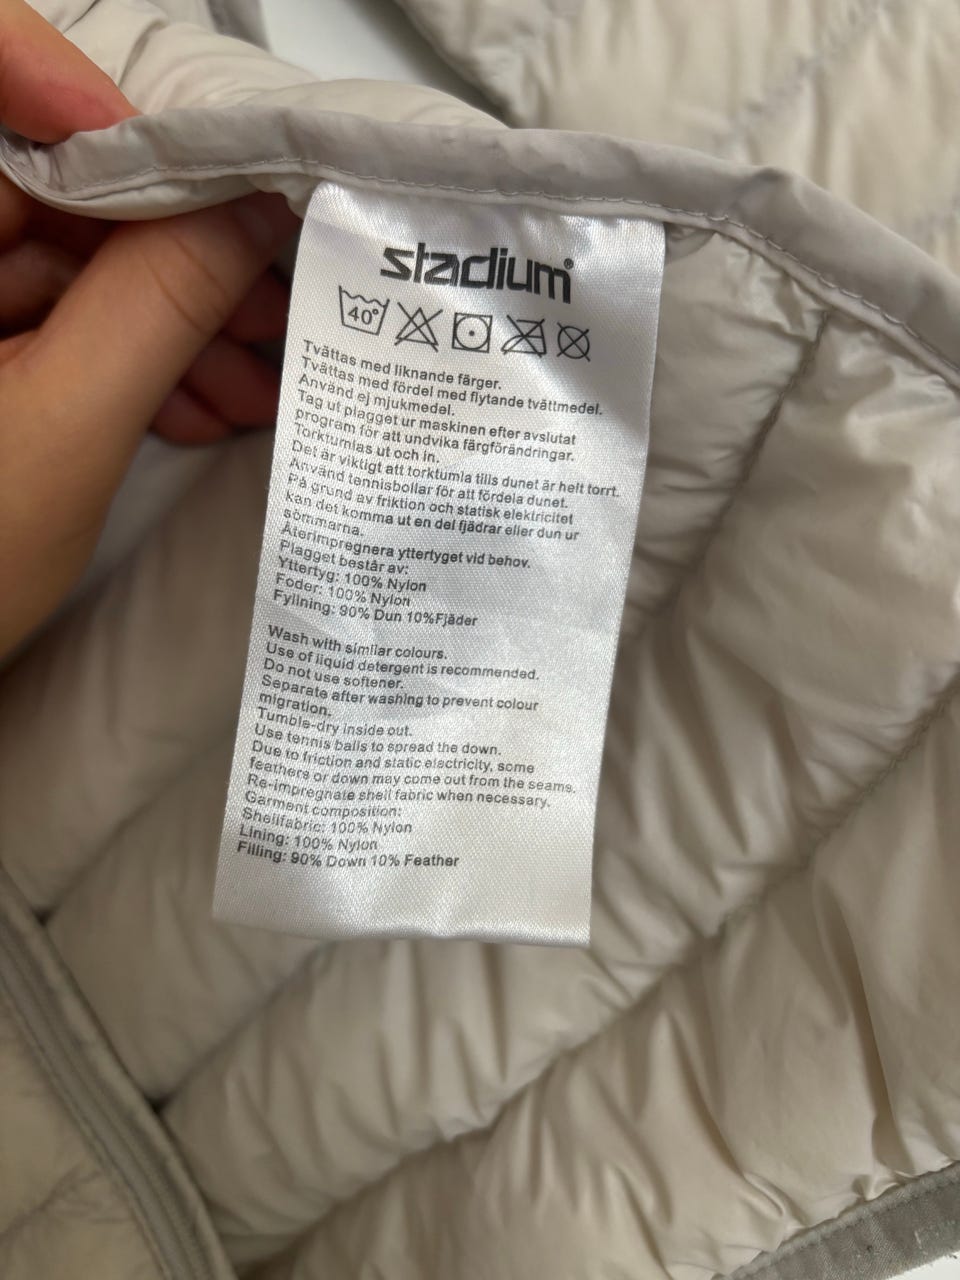 stadium®
40°
Tvättas med liknande färger.
Tvättas med fördel med flytande tvättmedel.
Använd ej mjukmedel.
Tag ut plagget ur maskinen efter avslutat
program för att undvika färgförändringar.
Torktumlas ut och in.
Det är viktigt att torktumla tills dunet är helt torrt.
Använd tennisbollar för att fördela dunet.
På grund av friktion och statisk elektricitet
kan det komma ut en del fjädrar eller dun ur
sömmarna.
Återimpregnera yttertyget vid behov.
Plagget består av:
Yttertyg: 100% Nylon
Foder: 100% Nylon
Fyllning: 90% Dun 10%Fjäder
Wash with similar colours.
Use of liquid detergent is recommended.
Do not use softener.
Separate after washing to prevent colour
migration.
Tumble-dry inside out.
Use tennis balls to spread the down.
Due to friction and static electricity, some
feathers or down may come out from the seams.
Re-impregnate shell fabric when necessary.
Garment composition:
Shellfabric: 100% Nylon
Lining: 100% Nylon
Filling: 90% Down 10% Feather